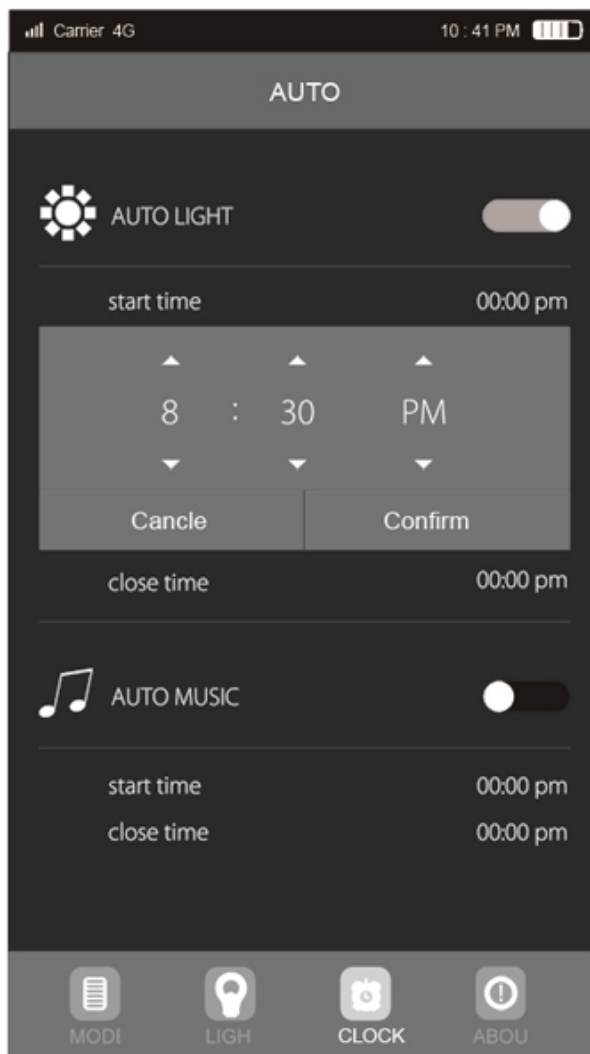 Carrier 4G 10 : 41 PM
AUTO
AUTO LIGHT
start time 00:00 pm
8 : 30 PM
Cancle Confirm
close time 00:00 pm
AUTO MUSIC
start time 00:00 pm
close time 00:00 pm
MODE LIGH CLOCK ABOU